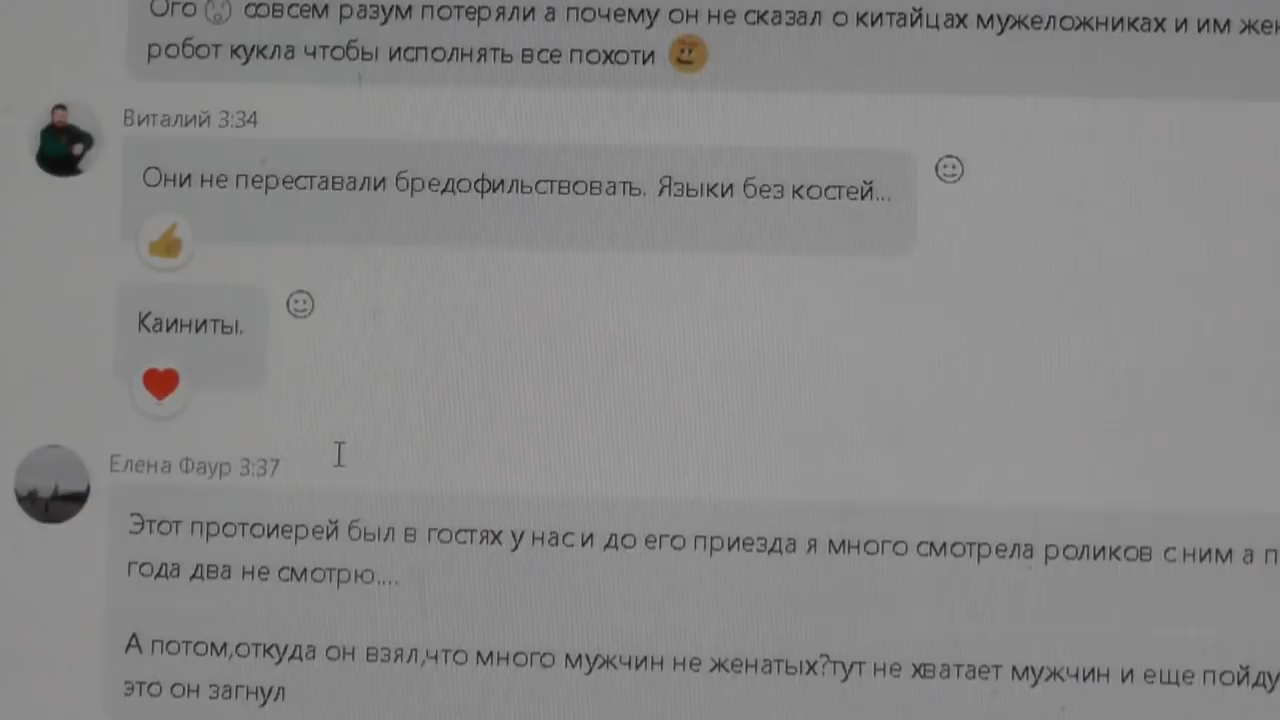 Ого совсем разум потеряли а почему он не сказал о китайцах мужеложниках и им жен
робот кукла чтобы исполнять все похоти
Виталий 3:34
Они не переставали бредофильствовать. Языки без костей...
Каиниты.
Елена Фаур 3:37
Этот протоиерей был в гостях у нас и до его приезда я много смотрела роликов с ним а п
года два не смотрю....
А потом,откуда он взял,что много мужчин не женатых?тут не хватает мужчин и еще пойду
это он загнул